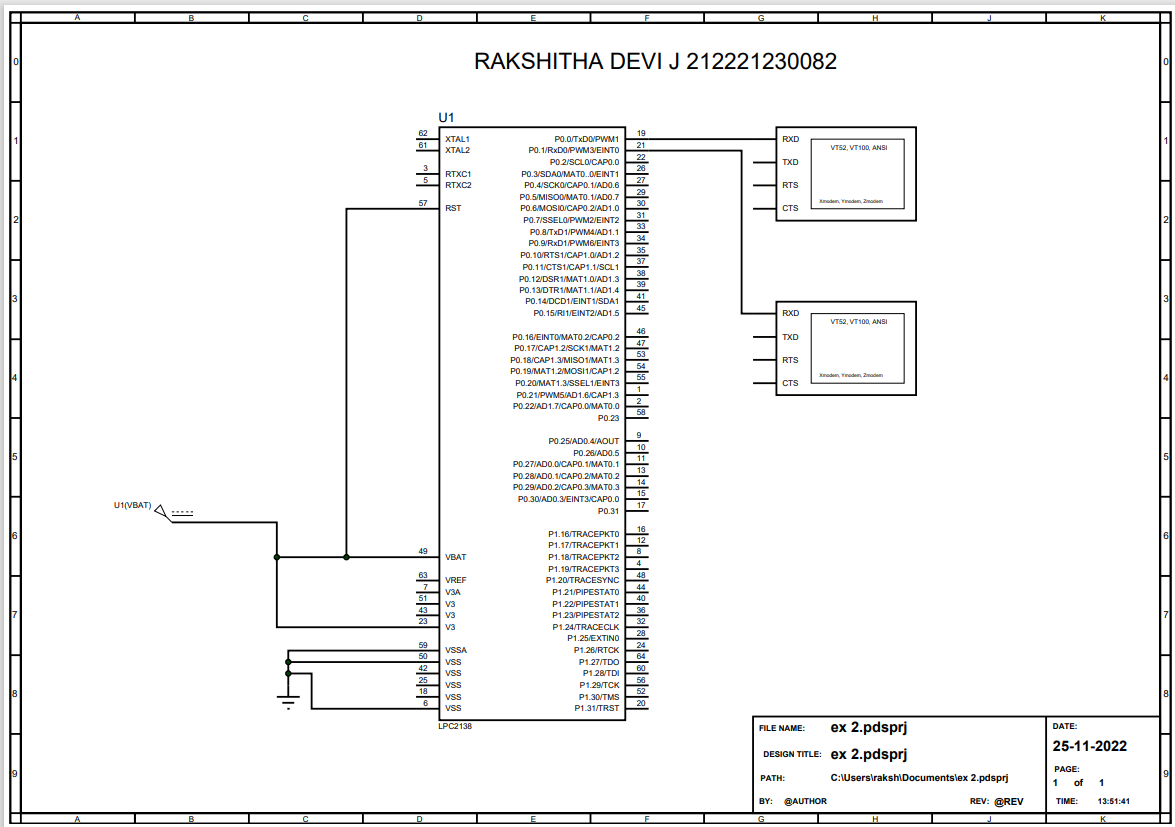 A B C D E F G H J K
RAKSHITHA DEVI J 212221230082
0 0
1 1
2 2
3 3
4 4
5 5
6 6
7 7
8 8
9 9
U1
62 XTAL1
61 XTAL2
3 RTXC1
5 RTXC2
57 RST
49 VBAT
63 VREF
7 V3A
51 V3
43 V3
23 V3
59 VSSA
50 VSS
42 VSS
25 VSS
18 VSS
6 VSS
P0.0/TxD0/PWM1 19
P0.1/RxD0/PWM3/EINT0 21
P0.2/SCL0/CAP0.0 22
P0.3/SDA0/MAT0..0/EINT1 26
P0.4/SCK0/CAP0.1/AD0.6 27
P0.5/MISO0/MAT0.1/AD0.7 29
P0.6/MOSI0/CAP0.2/AD1.0 30
P0.7/SSEL0/PWM2/EINT2 31
P0.8/TxD1/PWM4/AD1.1 33
P0.9/RxD1/PWM6/EINT3 34
P0.10/RTS1/CAP1.0/AD1.2 35
P0.11/CTS1/CAP1.1/SCL1 37
P0.12/DSR1/MAT1.0/AD1.3 38
P0.13/DTR1/MAT1.1/AD1.4 39
P0.14/DCD1/EINT1/SDA1 41
P0.15/RI1/EINT2/AD1.5 45
P0.16/EINT0/MAT0.2/CAP0.2 46
P0.17/CAP1.2/SCK1/MAT1.2 47
P0.18/CAP1.3/MISO1/MAT1.3 53
P0.19/MAT1.2/MOSI1/CAP1.2 54
P0.20/MAT1.3/SSEL1/EINT3 55
P0.21/PWM5/AD1.6/CAP1.3 1
P0.22/AD1.7/CAP0.0/MAT0.0 2
P0.23 58
P0.25/AD0.4/AOUT 9
P0.26/AD0.5 10
P0.27/AD0.0/CAP0.1/MAT0.1 11
P0.28/AD0.1/CAP0.2/MAT0.2 13
P0.29/AD0.2/CAP0.3/MAT0.3 14
P0.30/AD0.3/EINT3/CAP0.0 15
P0.31 17
P1.16/TRACEPKT0 16
P1.17/TRACEPKT1 12
P1.18/TRACEPKT2 8
P1.19/TRACEPKT3 4
P1.20/TRACESYNC 48
P1.21/PIPESTAT0 44
P1.22/PIPESTAT1 40
P1.23/PIPESTAT2 36
P1.24/TRACECLK 32
P1.25/EXTIN0 28
P1.26/RTCK 24
P1.27/TDO 64
P1.28/TDI 60
P1.29/TCK 56
P1.30/TMS 52
P1.31/TRST 20
LPC2138
U1(VBAT)
RXD
TXD
RTS
CTS
VT52, VT100, ANSI
Xmodem, Ymodem, Zmodem
RXD
TXD
RTS
CTS
VT52, VT100, ANSI
Xmodem, Ymodem, Zmodem
FILE NAME: ex 2.pdsprj
DESIGN TITLE: ex 2.pdsprj
PATH: C:\Users\raksh\Documents\ex 2.pdsprj
BY: @AUTHOR REV: @REV
DATE:
25-11-2022
PAGE:
1 of 1
TIME: 13:51:41
A B C D E F G H J K